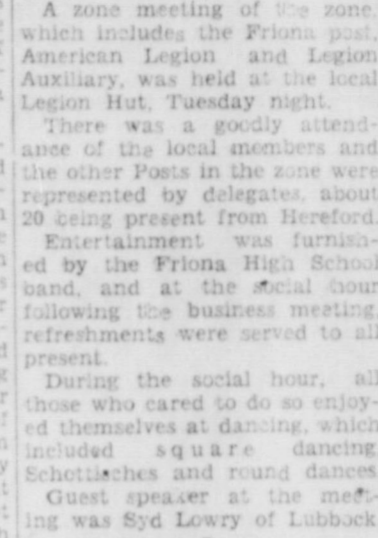 A zone meeting of the zone,
which includes the Friona post,
American Legion and Legion
Auxiliary, was held at the local
Legion Hut, Tuesday night.
There was a goodly attend-
ance of the local members and
the other Posts in the zone were
represented by delegates, about
20 being present from Hereford.
Entertainment was furnish-
ed by the Friona High School
band, and at the social hour
following the business meeting,
refreshments were served to all
present.
During the social hour, all
those who cared to do so enjoy-
ed themselves at dancing, which
included square dancing
Schottisches and round dances
Guest speaker at the meet-
ing was Syd Lowry of Lubbock